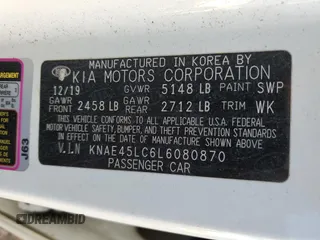 MANUFACTURED IN KOREA BY
KIA MOTORS CORPORATION
12/19 GVWR 5148 LB PAINT SWP
GAWR FRONT 2458 LB GAWR REAR 2712 LB TRIM WK
THIS VEHICLE CONFORMS TO ALL APPLICABLE U.S.A. FEDERAL
MOTOR VEHICLE SAFETY, BUMPER, AND THEFT PREVENTION STANDARDS
IN EFFECT ON THE DATE OF MANUFACTURE SHOWN ABOVE
V.I.N KNAE45LC6L6080870
PASSENGER CAR
J63
DREAMBID